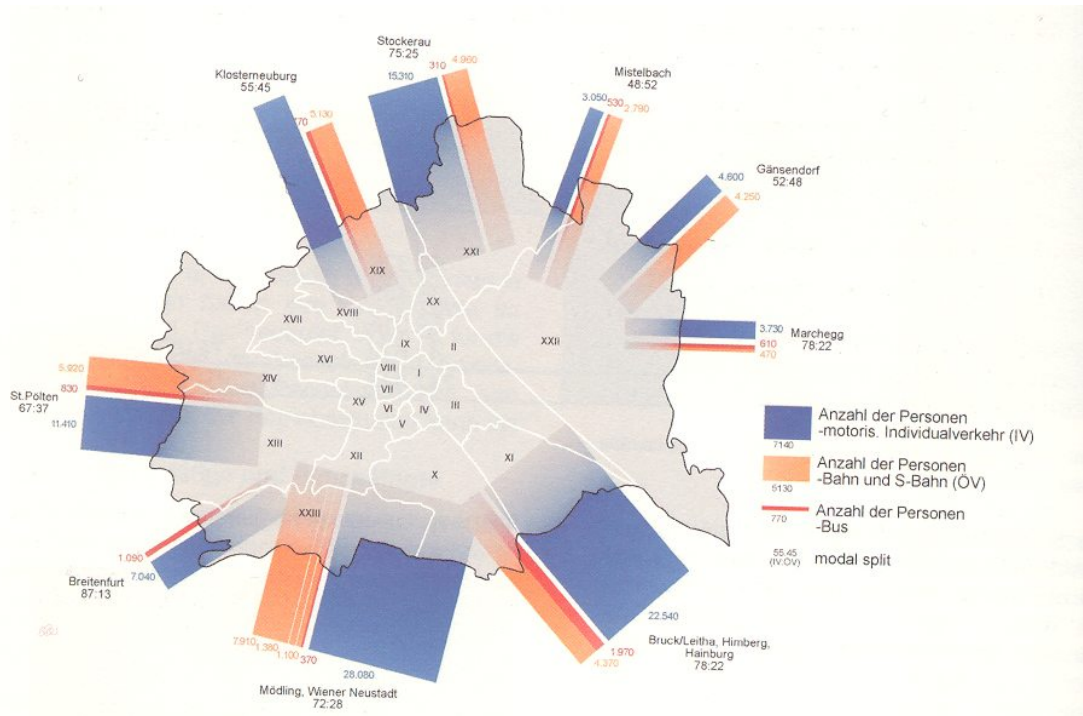 Stockerau
75:25
15.310
310
4.960
Klosterneuburg
55:45
3.130
Mistelbach
48:52
3.050
530
2.790
Gänsendorf
52:48
4.600
4.250
Marchegg
78:22
3.730
610
470
St.Pölten
67:37
5.920
830
11.410
Breitenfurt
87:13
1.090
7.040
Mödling, Wiener Neustadt
72:28
7.910
1.380
1.100
370
28.080
Bruck/Leitha, Himberg,
Hainburg
78:22
22.540
1.970
4.370
XXI
XIX
XX
XVIII
XVII
IX
II
XXII
XVI
VIII
I
XIV
VII
XV
VI
IV
III
V
XIII
XII
XI
X
XXIII
Anzahl der Personen
-motoris. Individualverkehr (IV)
7140
Anzahl der Personen
-Bahn und S-Bahn (ÖV)
6130
Anzahl der Personen
-Bus
770
55:45
(IV:ÖV)
modal split